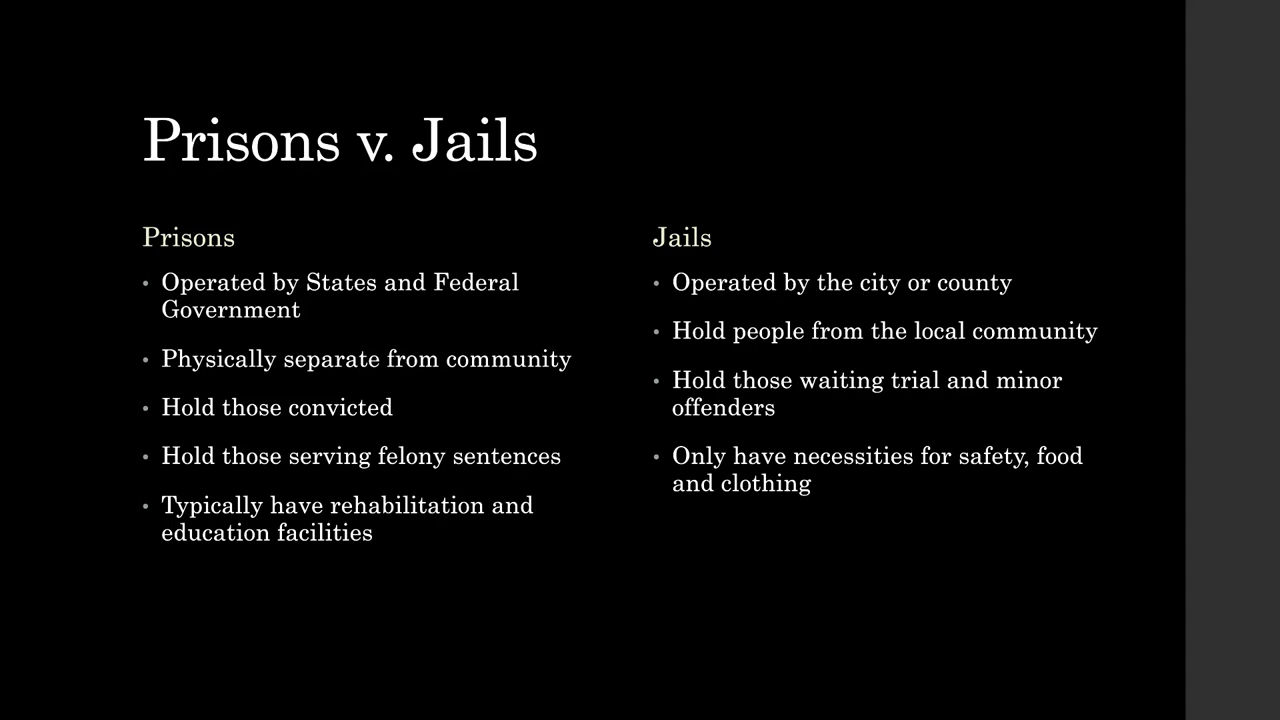 Prisons v. Jails
Prisons
• Operated by States and Federal
Government
• Physically separate from community
• Hold those convicted
• Hold those serving felony sentences
• Typically have rehabilitation and
education facilities
Jails
• Operated by the city or county
• Hold people from the local community
• Hold those waiting trial and minor
offenders
• Only have necessities for safety, food
and clothing